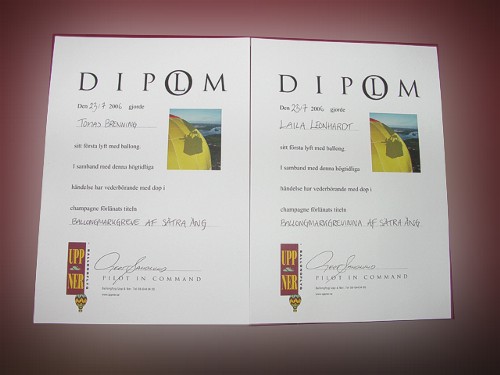 DIPLOM
Den 23/7 2006 gjorde
TOMAS BRENNING
sitt första lyft med ballong.
I samband med denna högtidliga
händelse har vederbörande med dop i
champagne förlänats titeln
BALLONGMARKGREVE AF SÄTRA ÄNG
UPP
NER
PILOT IN COMMAND
DIPLOM
Den 23/7 2006 gjorde
LAILA LEONHARDT
sitt första lyft med ballong.
I samband med denna högtidliga
händelse har vederbörande med dop i
champagne förlänats titeln
BALLONGMARKGREVINNA AF SÄTRA ÄNG.
UPP
NER
PILOT IN COMMAND